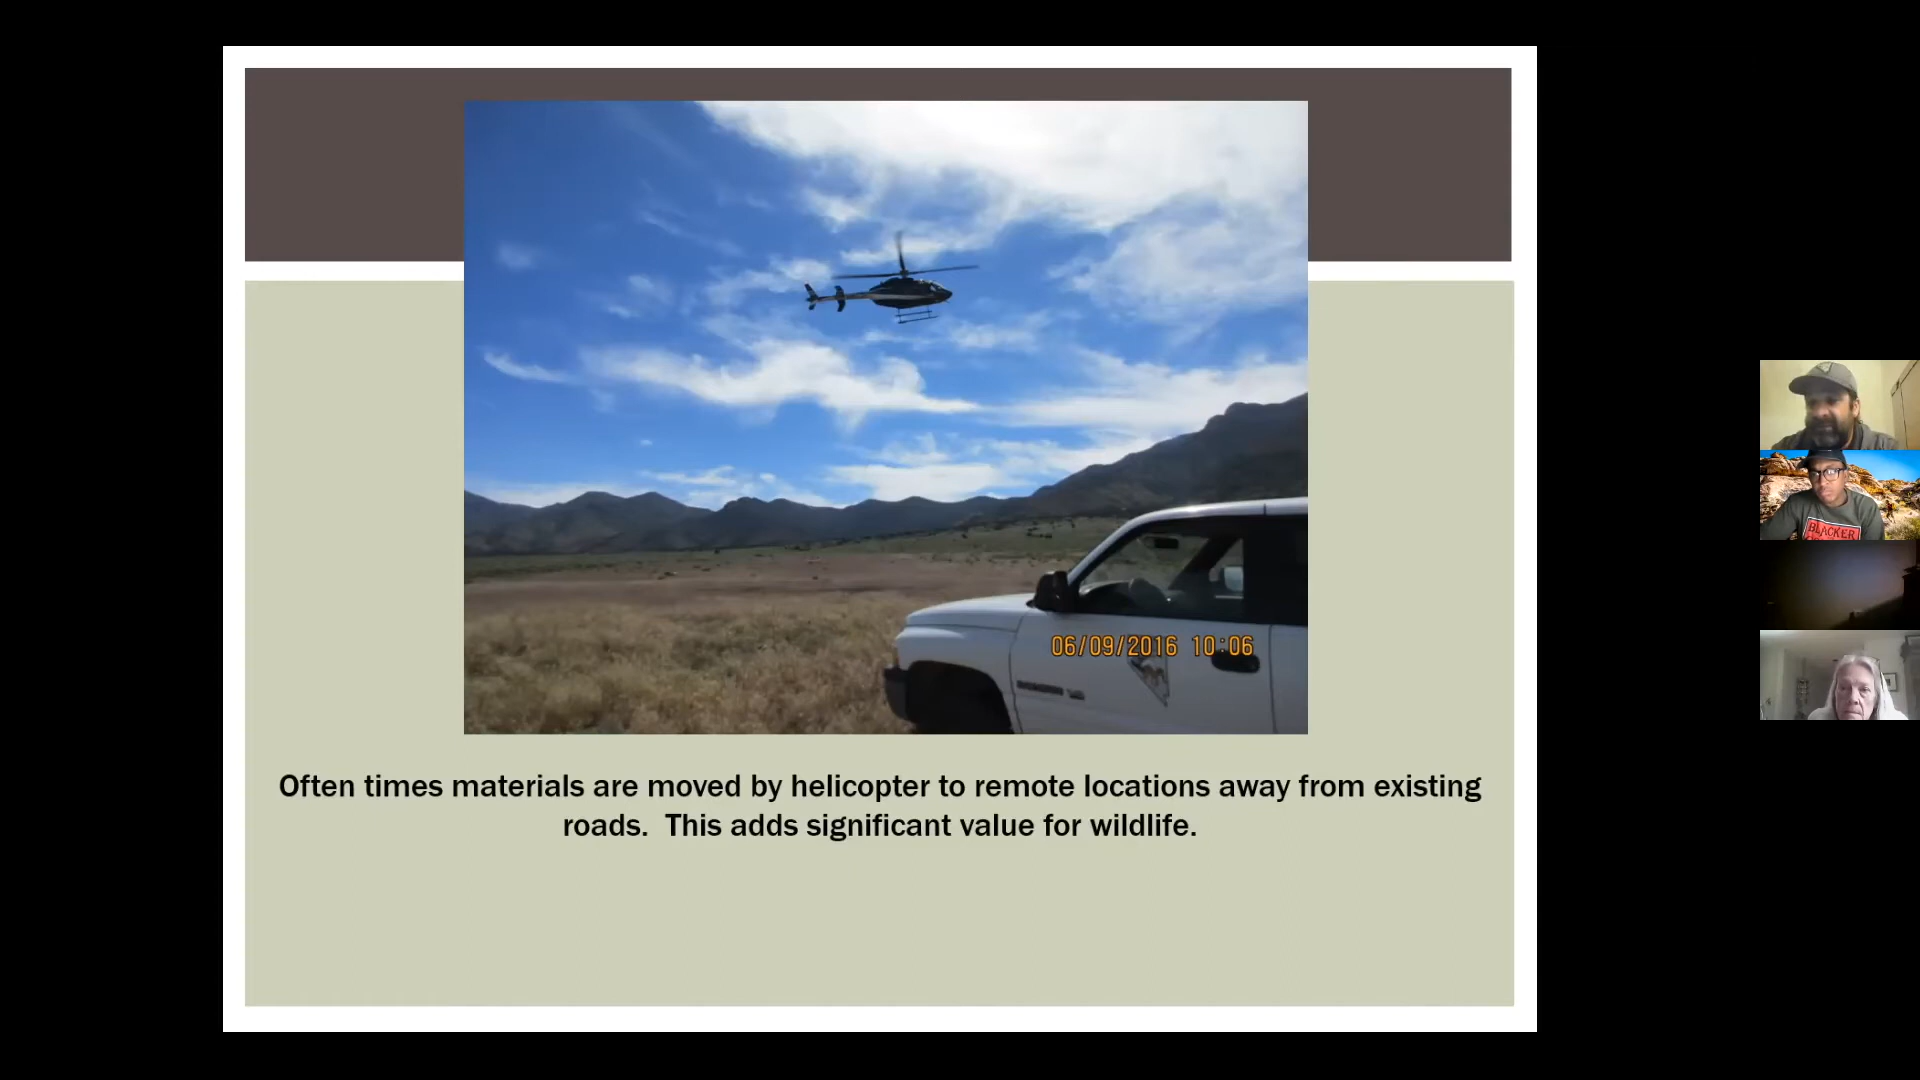 06/09/2016 10:06
Often times materials are moved by helicopter to remote locations away from existing
roads.  This adds significant value for wildlife.
BLACKER